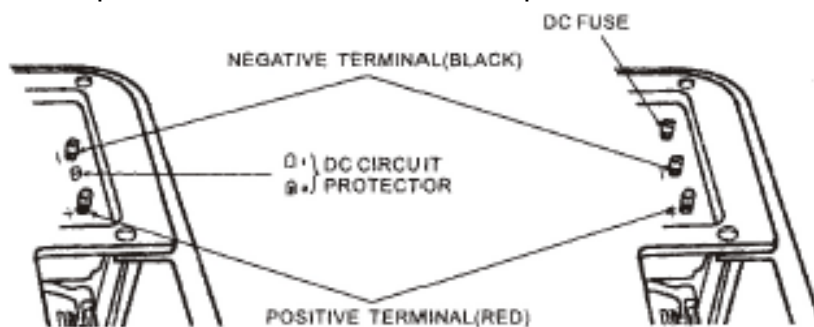 DC FUSE
NEGATIVE TERMINAL(BLACK)
DC CIRCUIT
PROTECTOR
POSITIVE TERMINAL(RED)